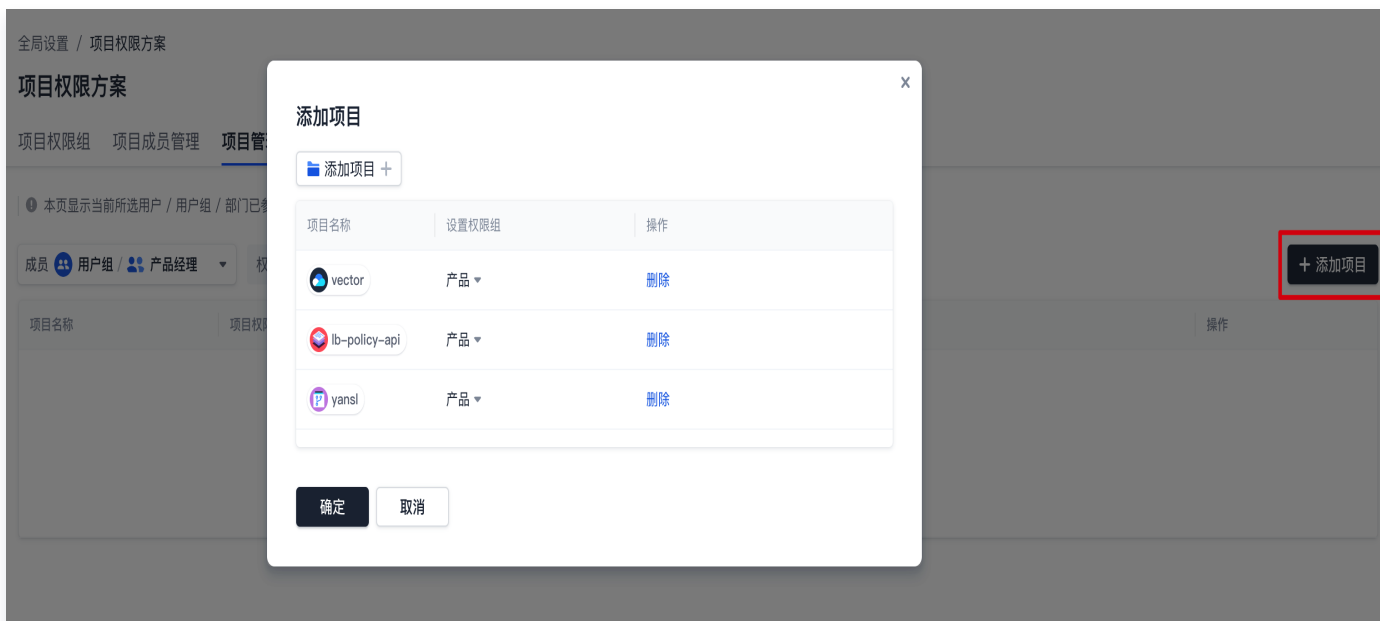 全局设置 / 项目权限方案
项目权限方案
项目权限组 项目成员管理 项目管
本页显示当前所选用户 / 用户组 / 部门已
成员 用户组 / 产品经理 权
+ 添加项目
项目名称 项目权 操作
x
添加项目
添加项目 +
项目名称 设置权限组 操作
vector 产品 删除
lb-policy-api 产品 删除
yansl 产品 删除
确定 取消